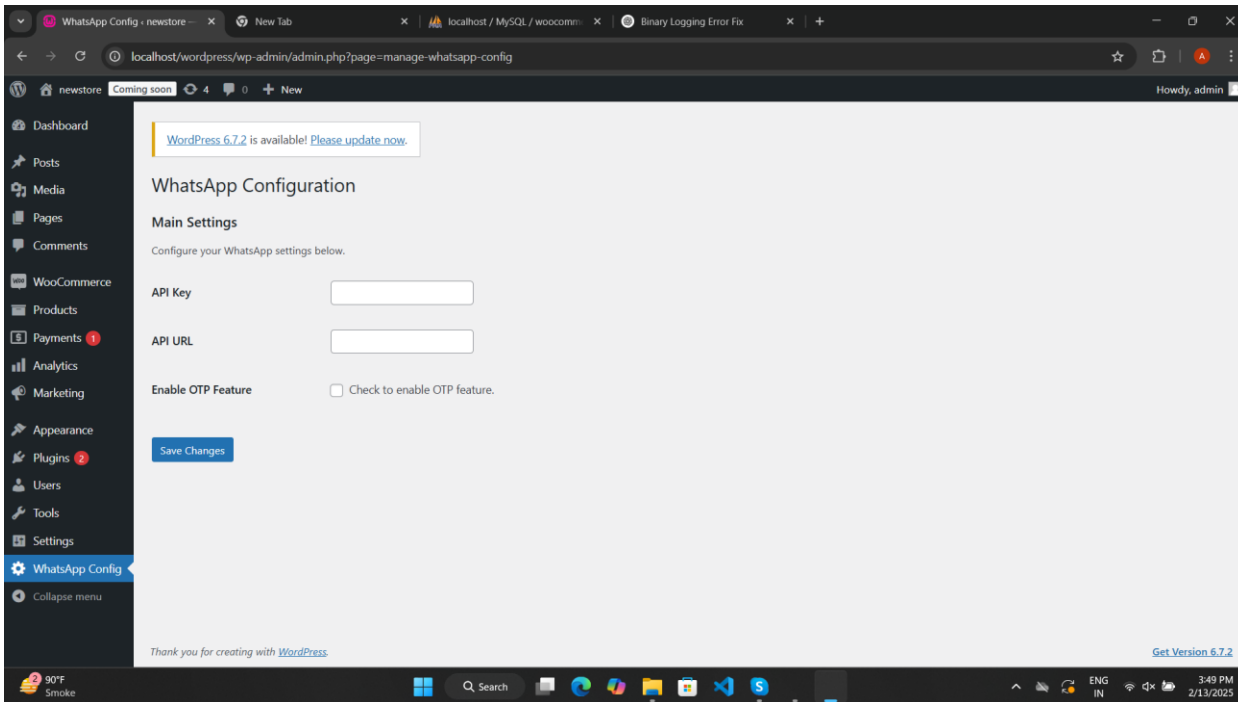 WhatsApp Config ‹ newstore —
New Tab
localhost / MySQL / woocomme
Binary Logging Error Fix
localhost/wordpress/wp-admin/admin.php?page=manage-whatsapp-config
A
newstore Coming soon 4 0 + New
Howdy, admin
Dashboard
Posts
Media
Pages
Comments
WooCommerce
Products
Payments 1
Analytics
Marketing
Appearance
Plugins 2
Users
Tools
Settings
WhatsApp Config
Collapse menu
WordPress 6.7.2 is available! Please update now.
WhatsApp Configuration
Main Settings
Configure your WhatsApp settings below.
API Key
API URL
Enable OTP Feature Check to enable OTP feature.
Save Changes
Thank you for creating with WordPress.
Get Version 6.7.2
2
90°F
Smoke
Search
ENG
IN
3:49 PM
2/13/2025